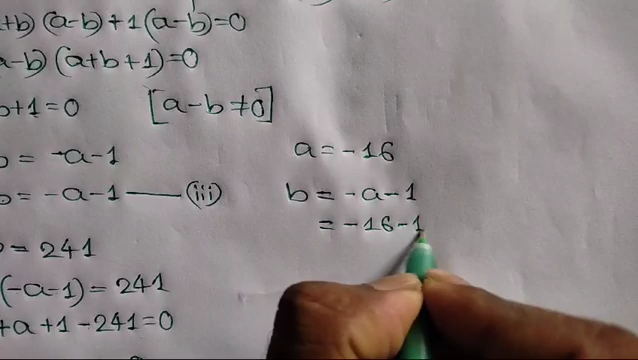 +b) (a-b)+1(a-b)=0
a-b) (a+b+1)=0
b+1=0 [a-b≠0]
b = -a-1
b = -a-1 —— (iii)
= 241
(-a-1) = 241
+a+1-241=0
a=-16
b = -a-1
= -16-1